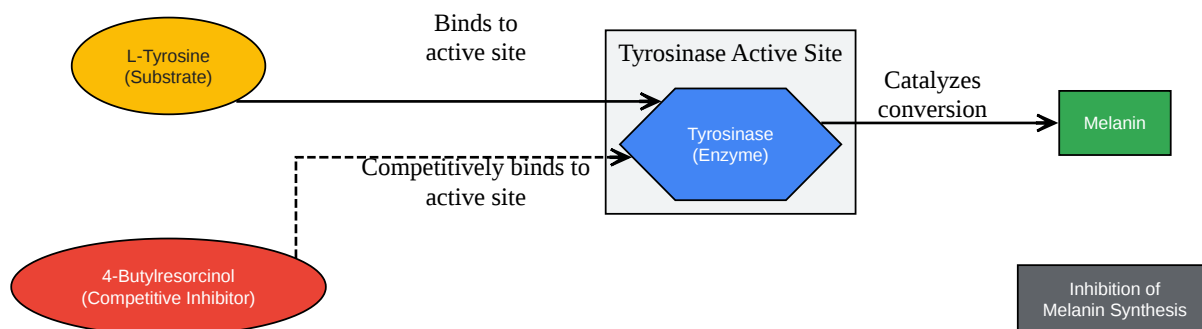 L-Tyrosine
(Substrate)
Binds to
active site
Tyrosinase Active Site
Tyrosinase
(Enzyme)
Catalyzes
conversion
Melanin
Competitively binds to
active site
4-Butylresorcinol
(Competitive Inhibitor)
Inhibition of
Melanin Synthesis